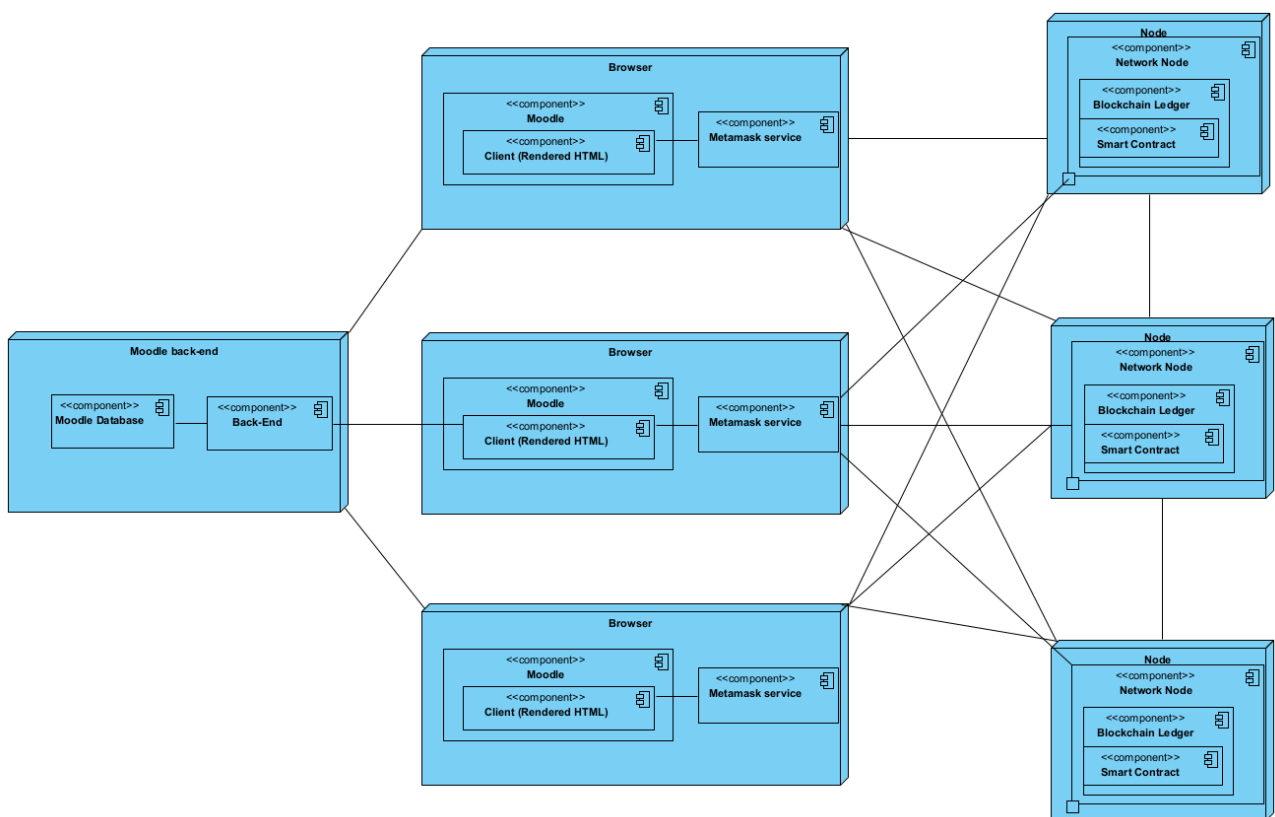 Moodle back-end
<<component>>
Moodle Database
<<component>>
Back-End
Browser
<<component>>
Moodle
<<component>>
Client (Rendered HTML)
<<component>>
Metamask service
Browser
<<component>>
Moodle
<<component>>
Client (Rendered HTML)
<<component>>
Metamask service
Browser
<<component>>
Moodle
<<component>>
Client (Rendered HTML)
<<component>>
Metamask service
Node
<<component>>
Network Node
<<component>>
Blockchain Ledger
<<component>>
Smart Contract
Node
<<component>>
Network Node
<<component>>
Blockchain Ledger
<<component>>
Smart Contract
Node
<<component>>
Network Node
<<component>>
Blockchain Ledger
<<component>>
Smart Contract